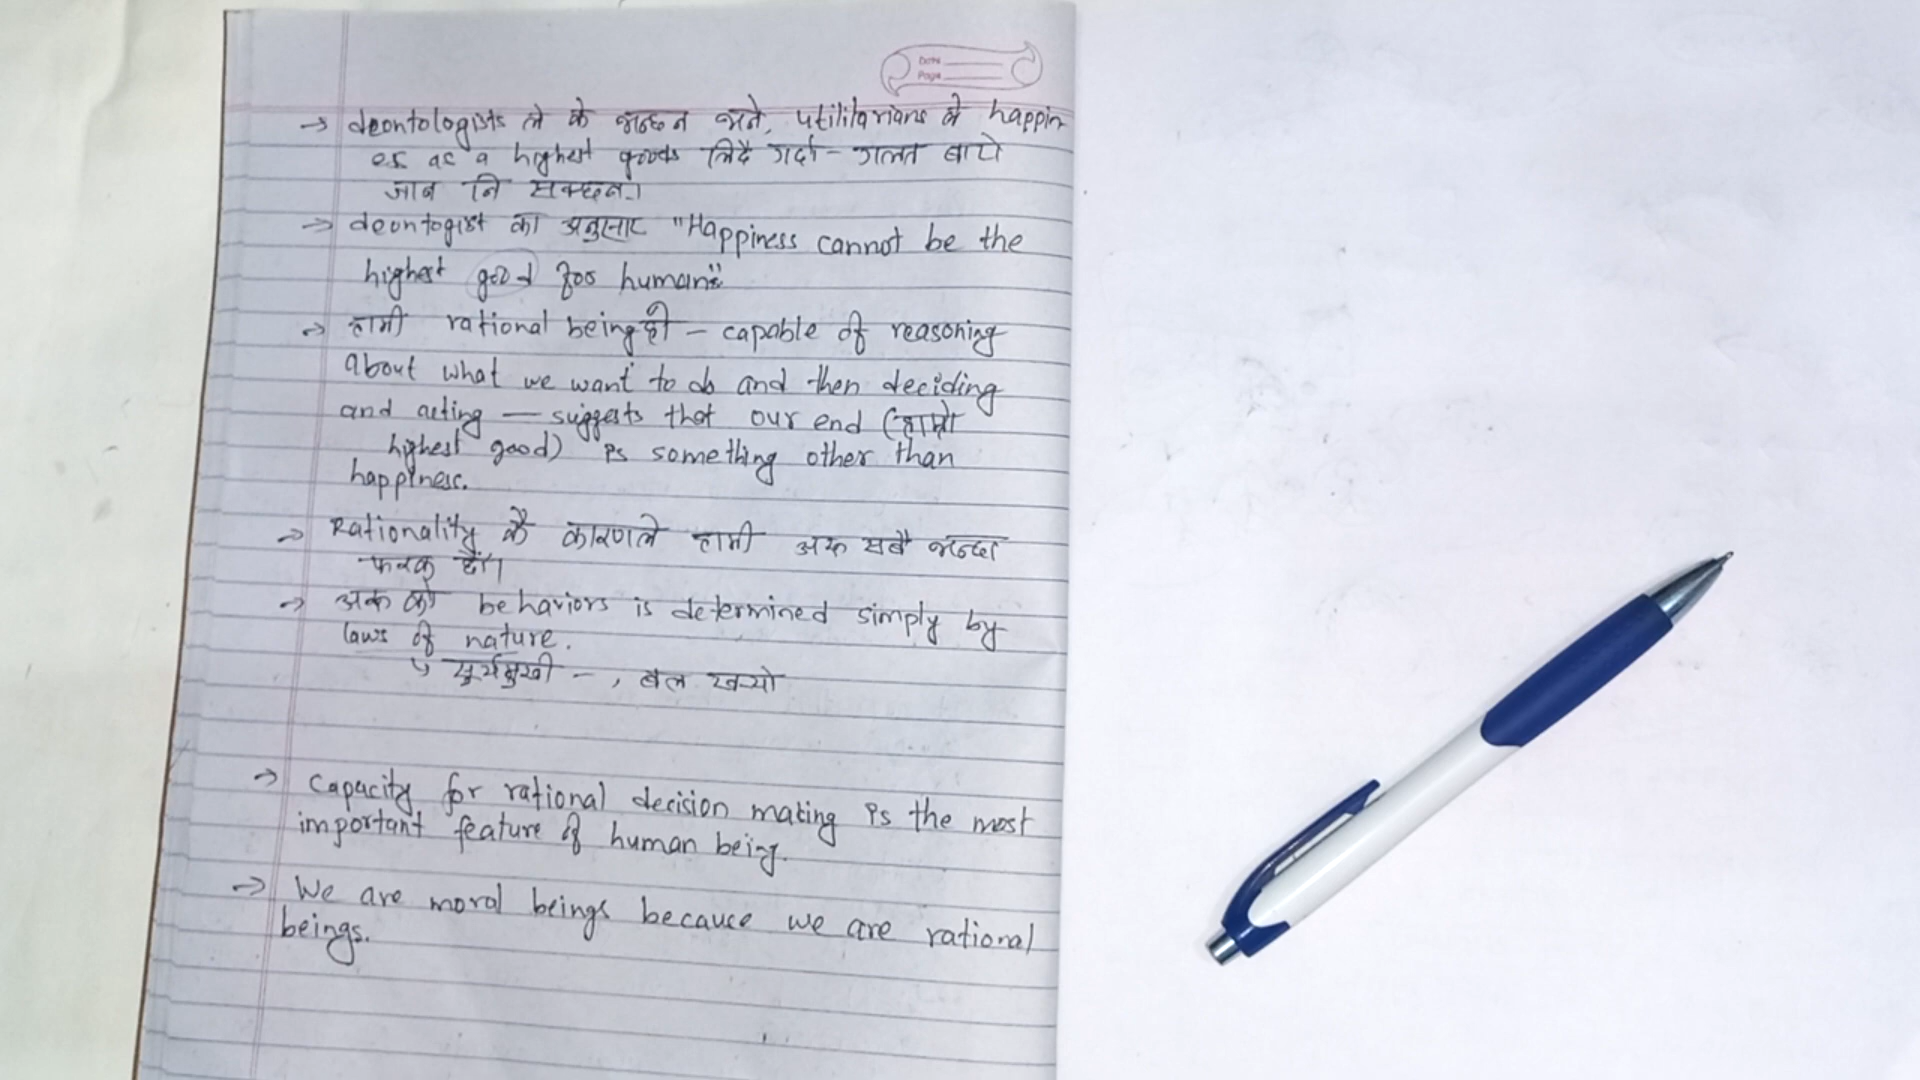 Date
Page
→ deontologists ले के भन्छन भने, utilitarians ले happin
es as a highest goods लिदै गर्दा - गलत बाटो
जान नि सक्छन।
→ deontogist का अनुसार "Happiness cannot be the
highest good for human:"
→ हामी rational being हौ - capable of reasoning
about what we want to do and then deciding
and acting — suggests that our end (हाम्रो
highest good) is something other than
happiness.
→ Rationality कै कारणले हामी अरु सबै भन्दा
फरक छौं।
→ अरु को behaviors is determined simply by
laws of nature.
↳ सूर्यमुखी - , बल खस्यो
→ Capacity for rational decision making is the most
important feature of human being.
→ We are moral beings because we are rational
beings.